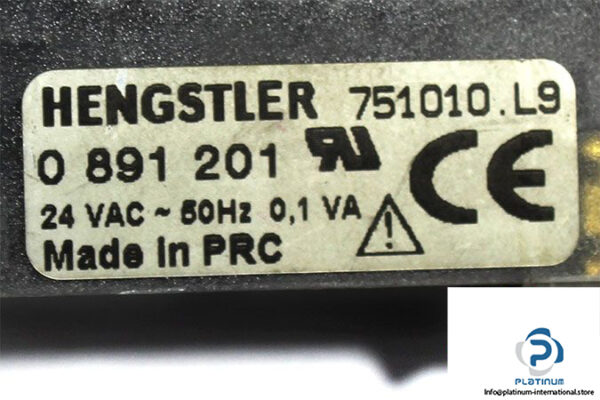 HENGSTLER 751010.L9
0 891 201
24 VAC ~ 50Hz 0,1 VA
Made in PRC
CE
PLATINUM
Info@platinum-international.store